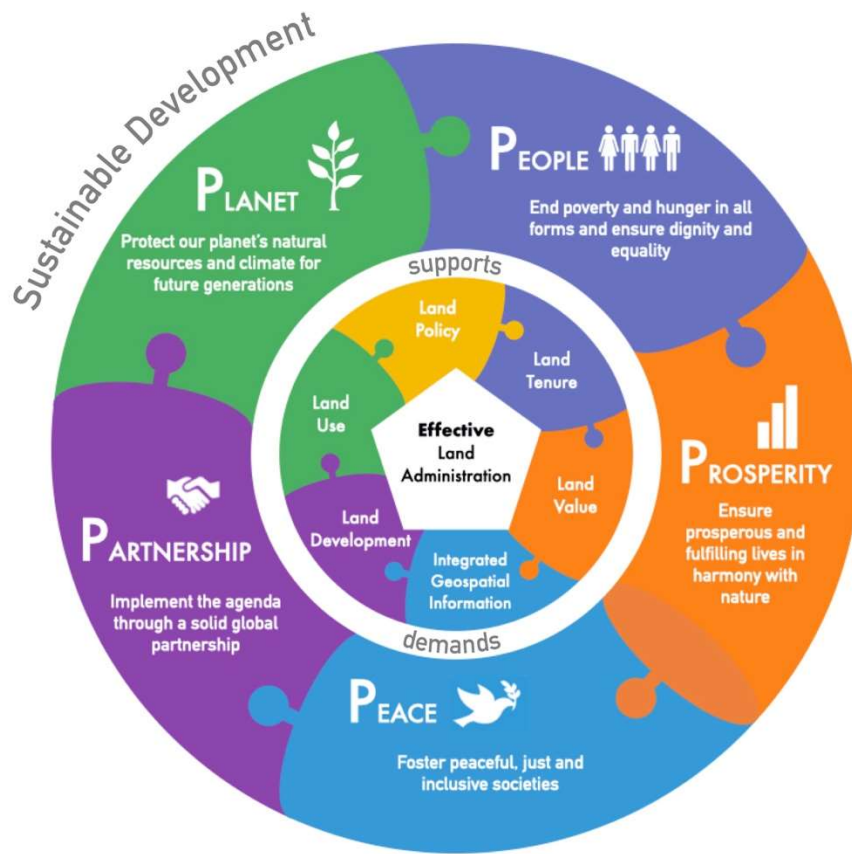 Sustainable Development
PLANET
Protect our planet's natural
resources and climate for
future generations
PEOPLE
End poverty and hunger in all
forms and ensure dignity and
equality
PROSPERITY
Ensure
prosperous and
fulfilling lives in
harmony with
nature
PEACE
Foster peaceful, just and
inclusive societies
PARTNERSHIP
Implement the agenda
through a solid global
partnership
supports
Land
Policy
Land
Tenure
Land
Value
Integrated
Geospatial
Information
Land
Development
Land
Use
Effective
Land
Administration
demands